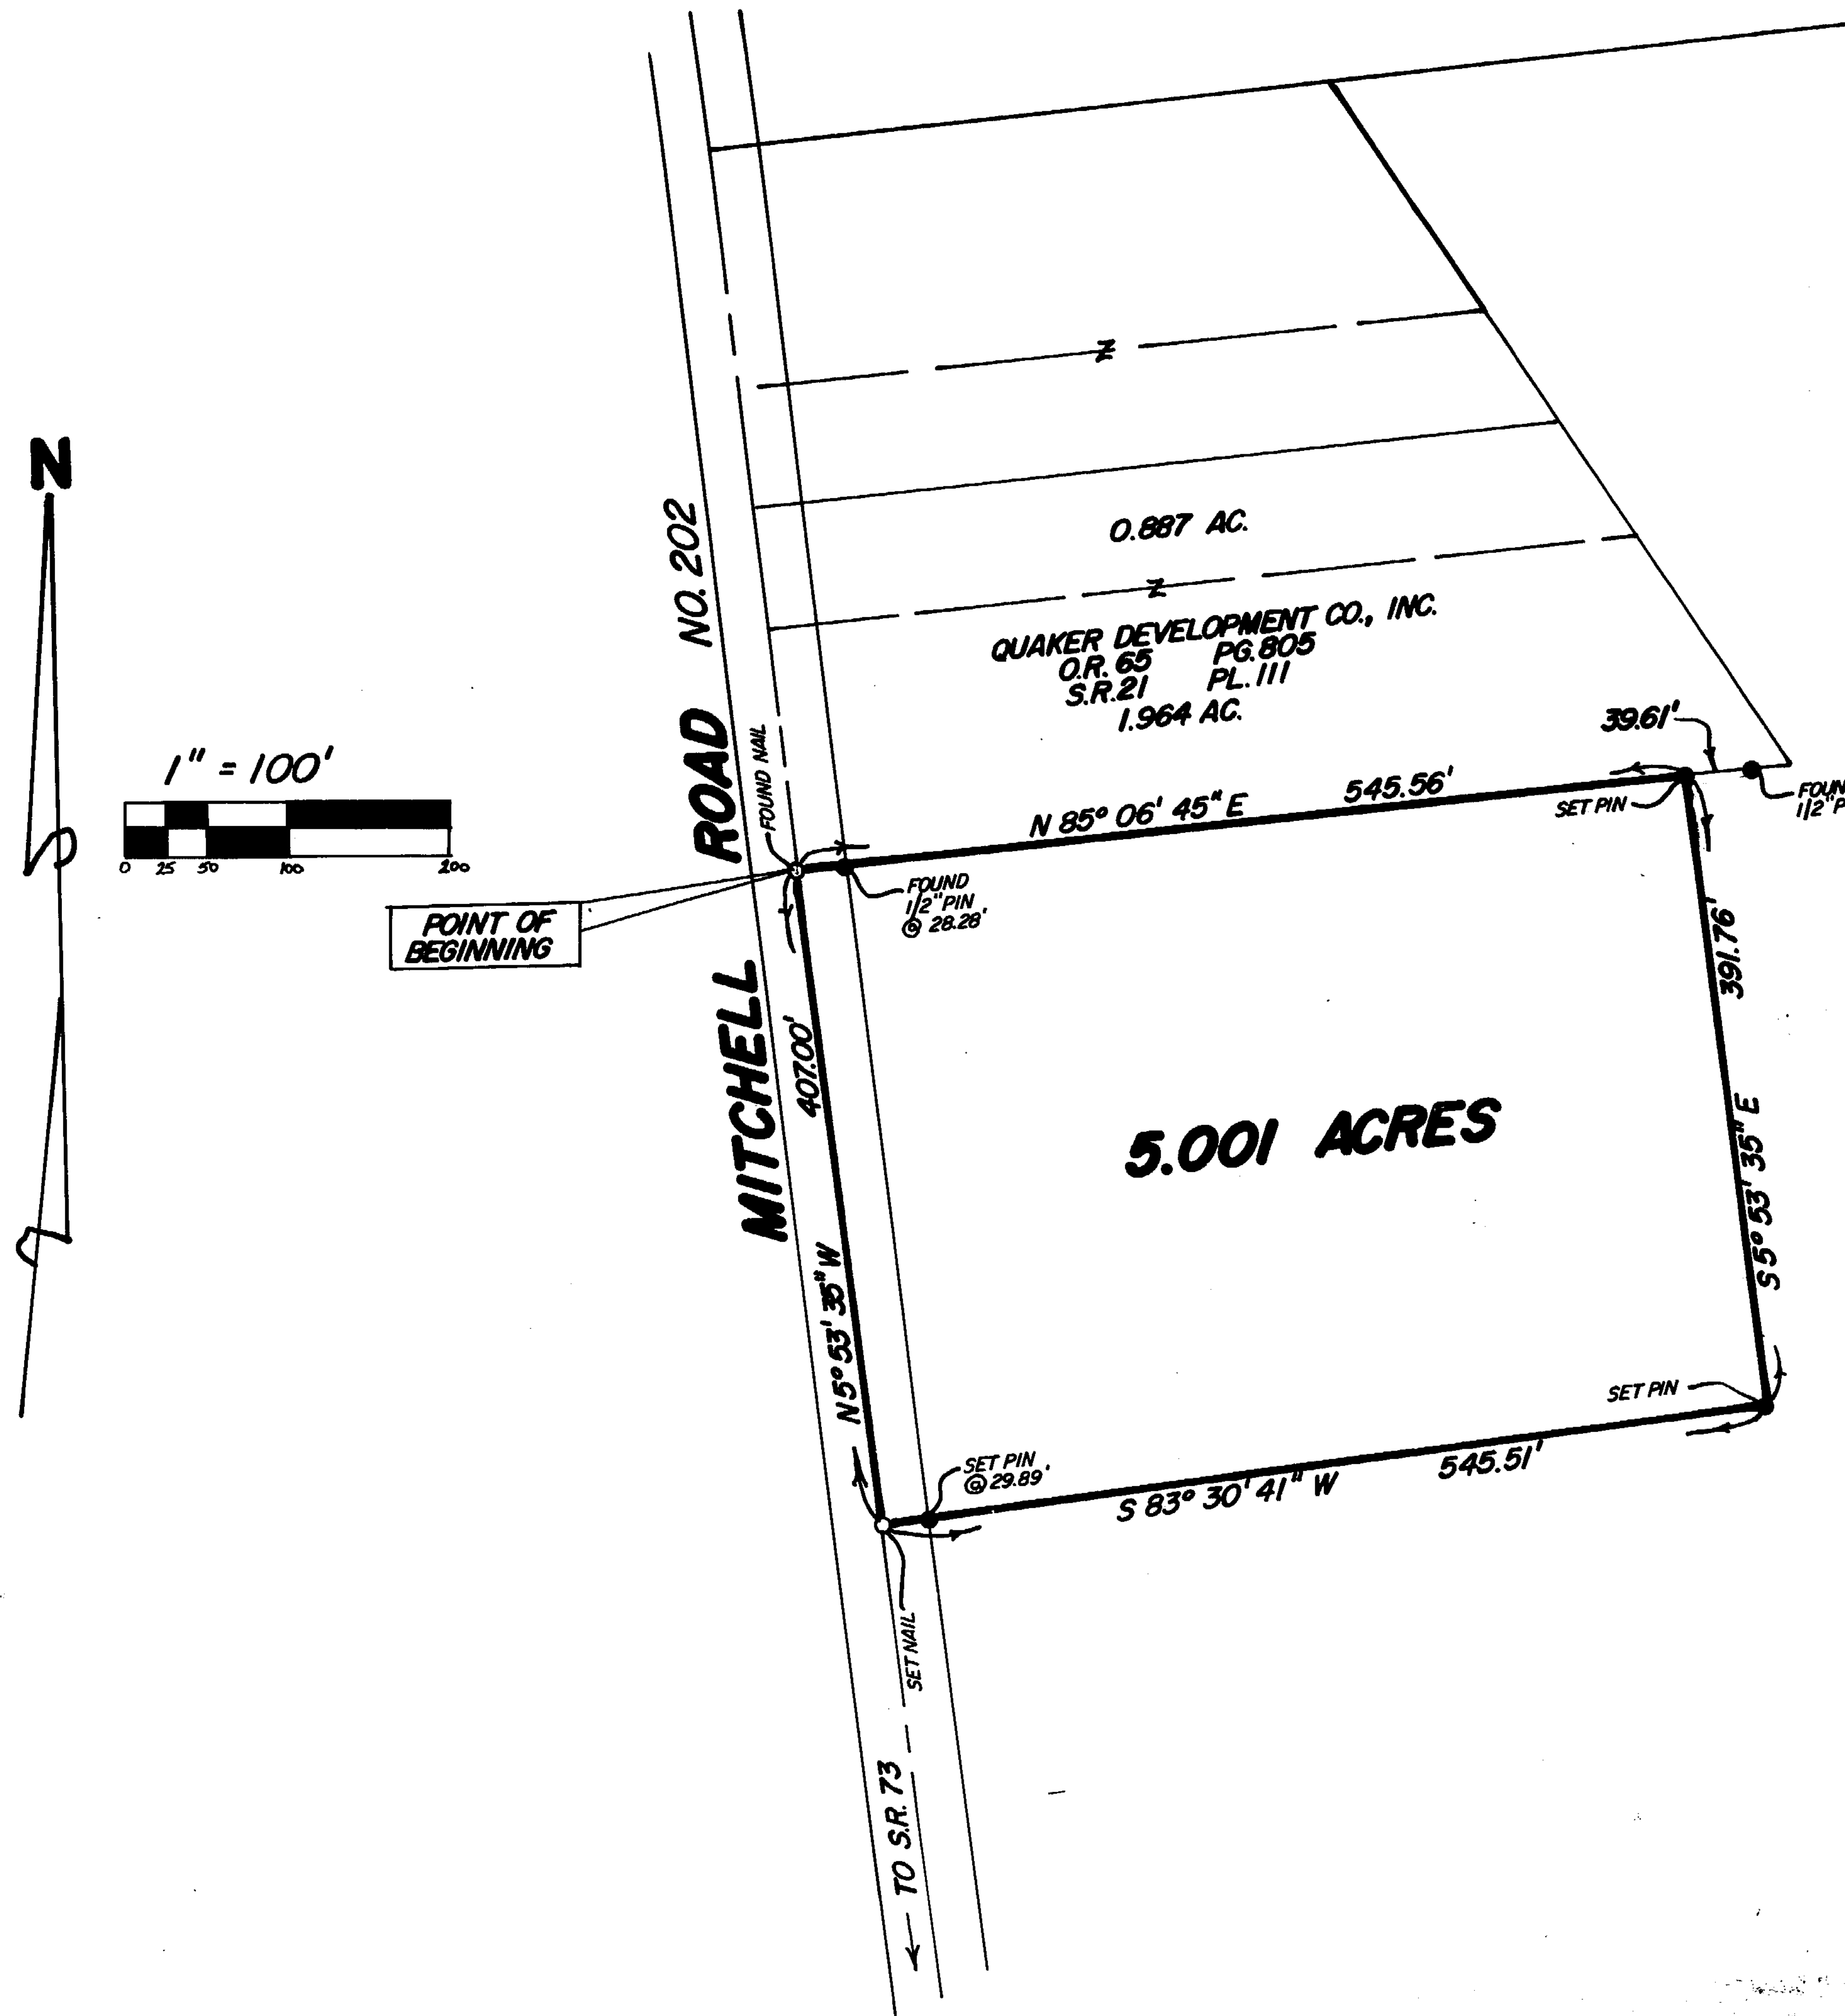 N
1" = 100'
0 25 50 100 200
MITCHELL ROAD NO. 202
0.887 AC.
QUAKER DEVELOPMENT CO., INC.
O.R. 65 PG. 805
S.R. 21 PL. 111
1.964 AC.
39.61'
FOUND NAIL
N 85° 06' 45" E 545.56'
SET PIN
1/2"
POINT OF
BEGINNING
FOUND
1/2" PIN
@ 28.28'
407.00'
N 5° 53' 35" W
391.76'
S 5° 53' 35" E
5.001 ACRES
SET PIN
SET PIN
@ 29.89'
S 83° 30' 41" W 545.51'
SET NAIL
TO S.R. 73